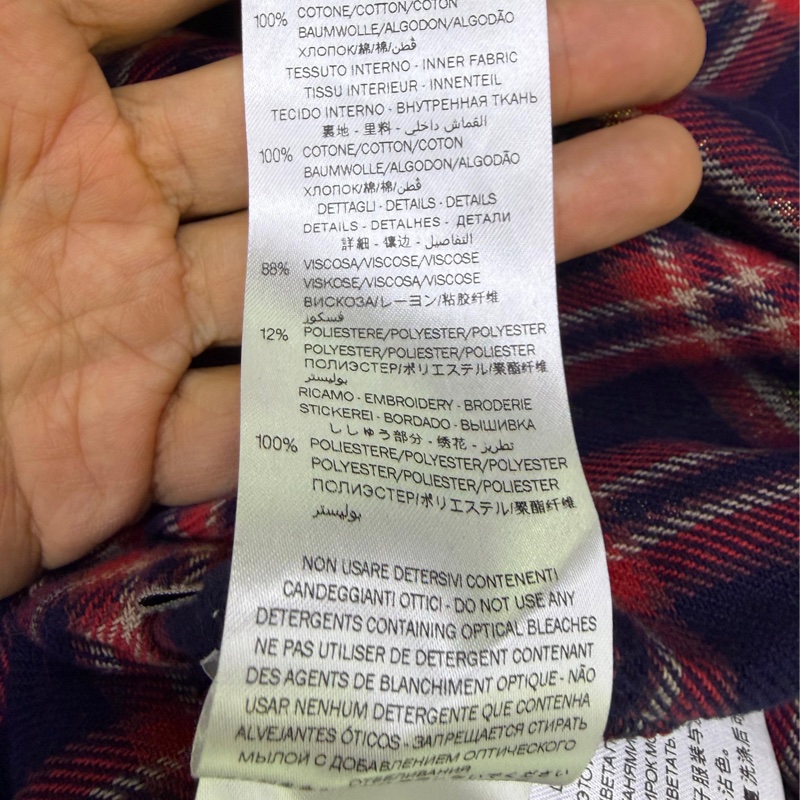 100% COTONE/COTTON/COTON
BAUMWOLLE/ALGODON/ALGODÃO
ХЛОПОК/綿/棉/قطن
TESSUTO INTERNO - INNER FABRIC
TISSU INTERIEUR - INNENTEIL
TECIDO INTERNO - ВНУТРЕННАЯ ТКАНЬ
裏地 - 里料 - القماش داخلي
100% COTONE/COTTON/COTON
BAUMWOLLE/ALGODON/ALGODÃO
ХЛОПОК/綿/棉/قطن
DETTAGLI - DETAILS - DETAILS
DETAILS - DETALHES - ДЕТАЛИ
詳細 - 镶边 - التفاصيل
88% VISCOSA/VISCOSE/VISCOSE
VISKOSE/VISCOSA/VISCOSE
ВИСКОЗА/レーヨン/粘胶纤维
فسكوز
12% POLIESTERE/POLYESTER/POLYESTER
POLYESTER/POLIESTER/POLIESTER
ПОЛИЭСТЕР/ポリエステル/聚酯纤维
بوليستر
RICAMO - EMBROIDERY - BRODERIE
STICKEREI - BORDADO - ВЫШИВКА
ししゅう部分 - 绣花 - تطريز
100% POLIESTERE/POLYESTER/POLYESTER
POLYESTER/POLIESTER/POLIESTER
ПОЛИЭСТЕР/ポリエステル/聚酯纤维
بوليستر
NON USARE DETERSIVI CONTENENTI
CANDEGGIANTI OTTICI - DO NOT USE ANY
DETERGENTS CONTAINING OPTICAL BLEACHES
NE PAS UTILISER DE DETERGENT CONTENANT
DES AGENTS DE BLANCHIMENT OPTIQUE - NÃO
USAR NENHUM DETERGENTE QUE CONTENHA
ALVEJANTES ÓTICOS - ЗАПРЕЩАЕТСЯ СТИРАТЬ
МЫЛОЙ С ДОБАВЛЕНИЕМ ОПТИЧЕСКОГО
ОТБЕЛИВАНИЯ